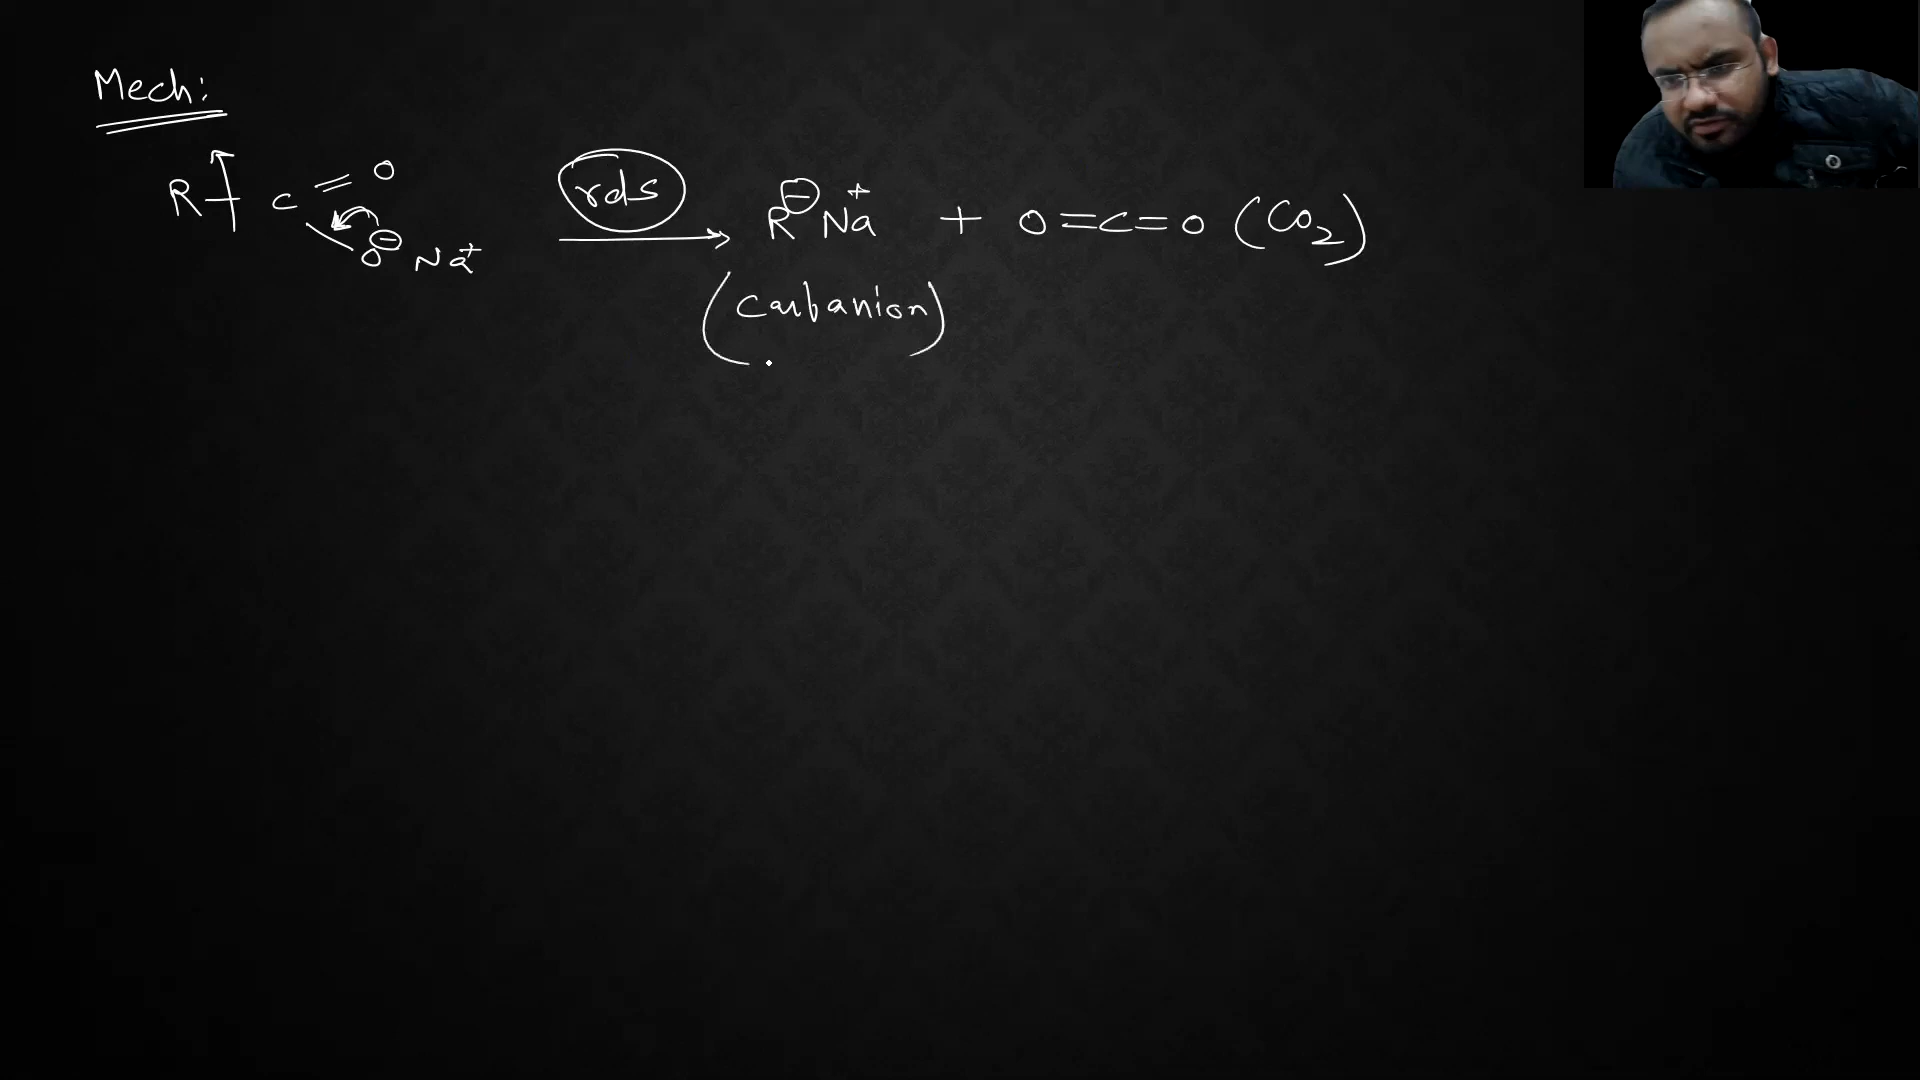 Mech:
R + C = O
O⊖ Na+
rds
R⊖ Na+ + O=C=O (CO2)
(Carbanion)